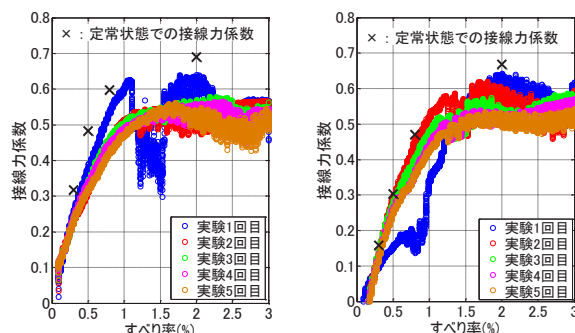 接線力係数
0.8
0.7
0.6
0.5
0.4
0.3
0.2
0.1
0
× : 定常状態での接線力係数
実験1回目
実験2回目
実験3回目
実験4回目
実験5回目
0 0.5 1 1.5 2 2.5 3
すべり率(%)
接線力係数
0.8
0.7
0.6
0.5
0.4
0.3
0.2
0.1
0
× : 定常状態での接線力係数
実験1回目
実験2回目
実験3回目
実験4回目
実験5回目
0 0.5 1 1.5 2 2.5 3
すべり率(%)